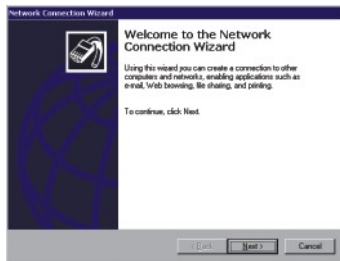 Network Connection Wizard
Welcome to the Network
Connection Wizard
Using this wizard you can create a connection to other
computers and networks, enabling applications such as
e-mail, Web browsing, file sharing, and printing.
To continue, click Next.
< Back
Next >
Cancel